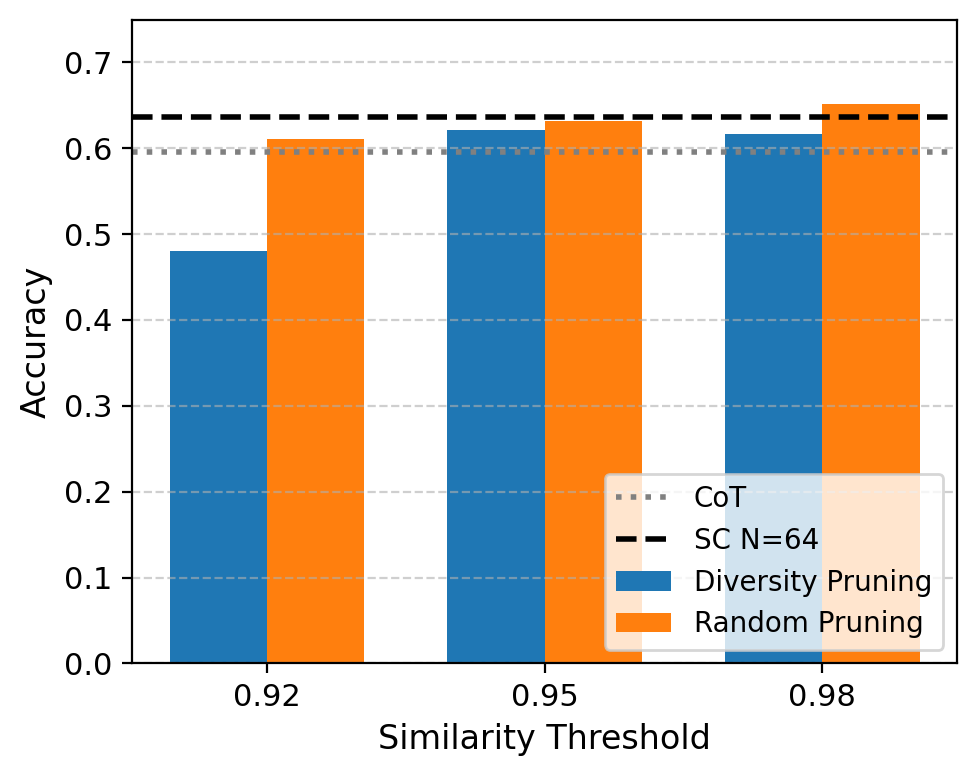 0.7
0.6
0.5
0.4
0.3
0.2
0.1
0.0
Accuracy
CoT
SC N=64
Diversity Pruning
Random Pruning
0.92 0.95 0.98
Similarity Threshold